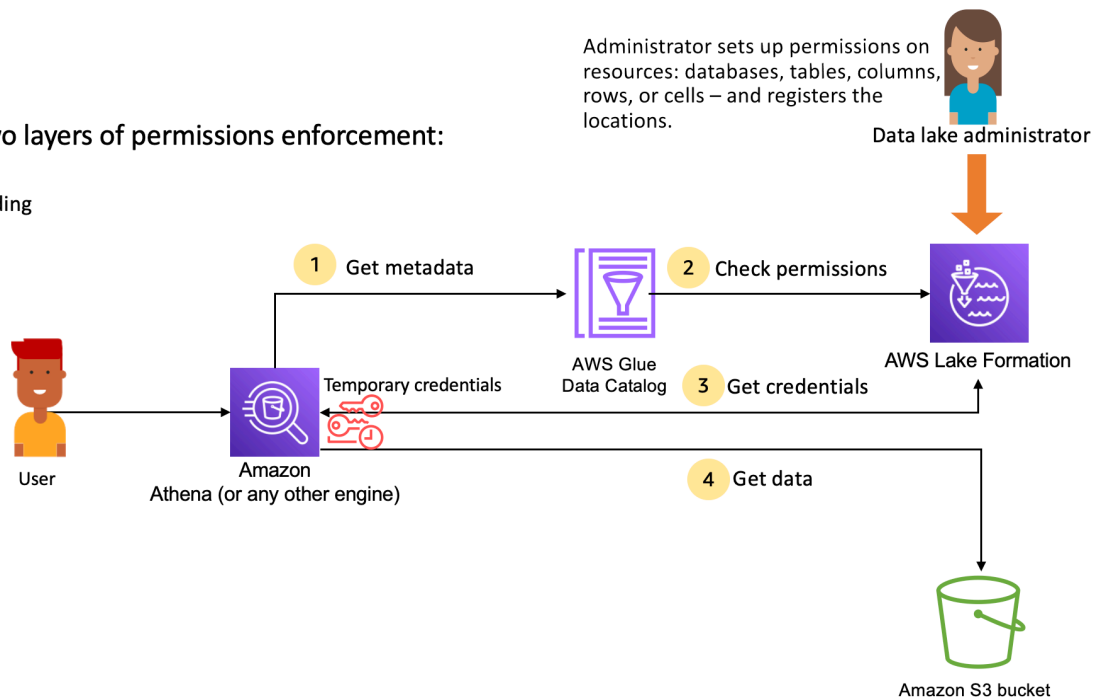 Administrator sets up permissions on
resources: databases, tables, columns,
rows, or cells – and registers the
locations.
Data lake administrator
layers of permissions enforcement:
1 Get metadata
2 Check permissions
AWS Glue
Data Catalog
AWS Lake Formation
Temporary credentials
3 Get credentials
User
Amazon
Athena (or any other engine)
4 Get data
Amazon S3 bucket